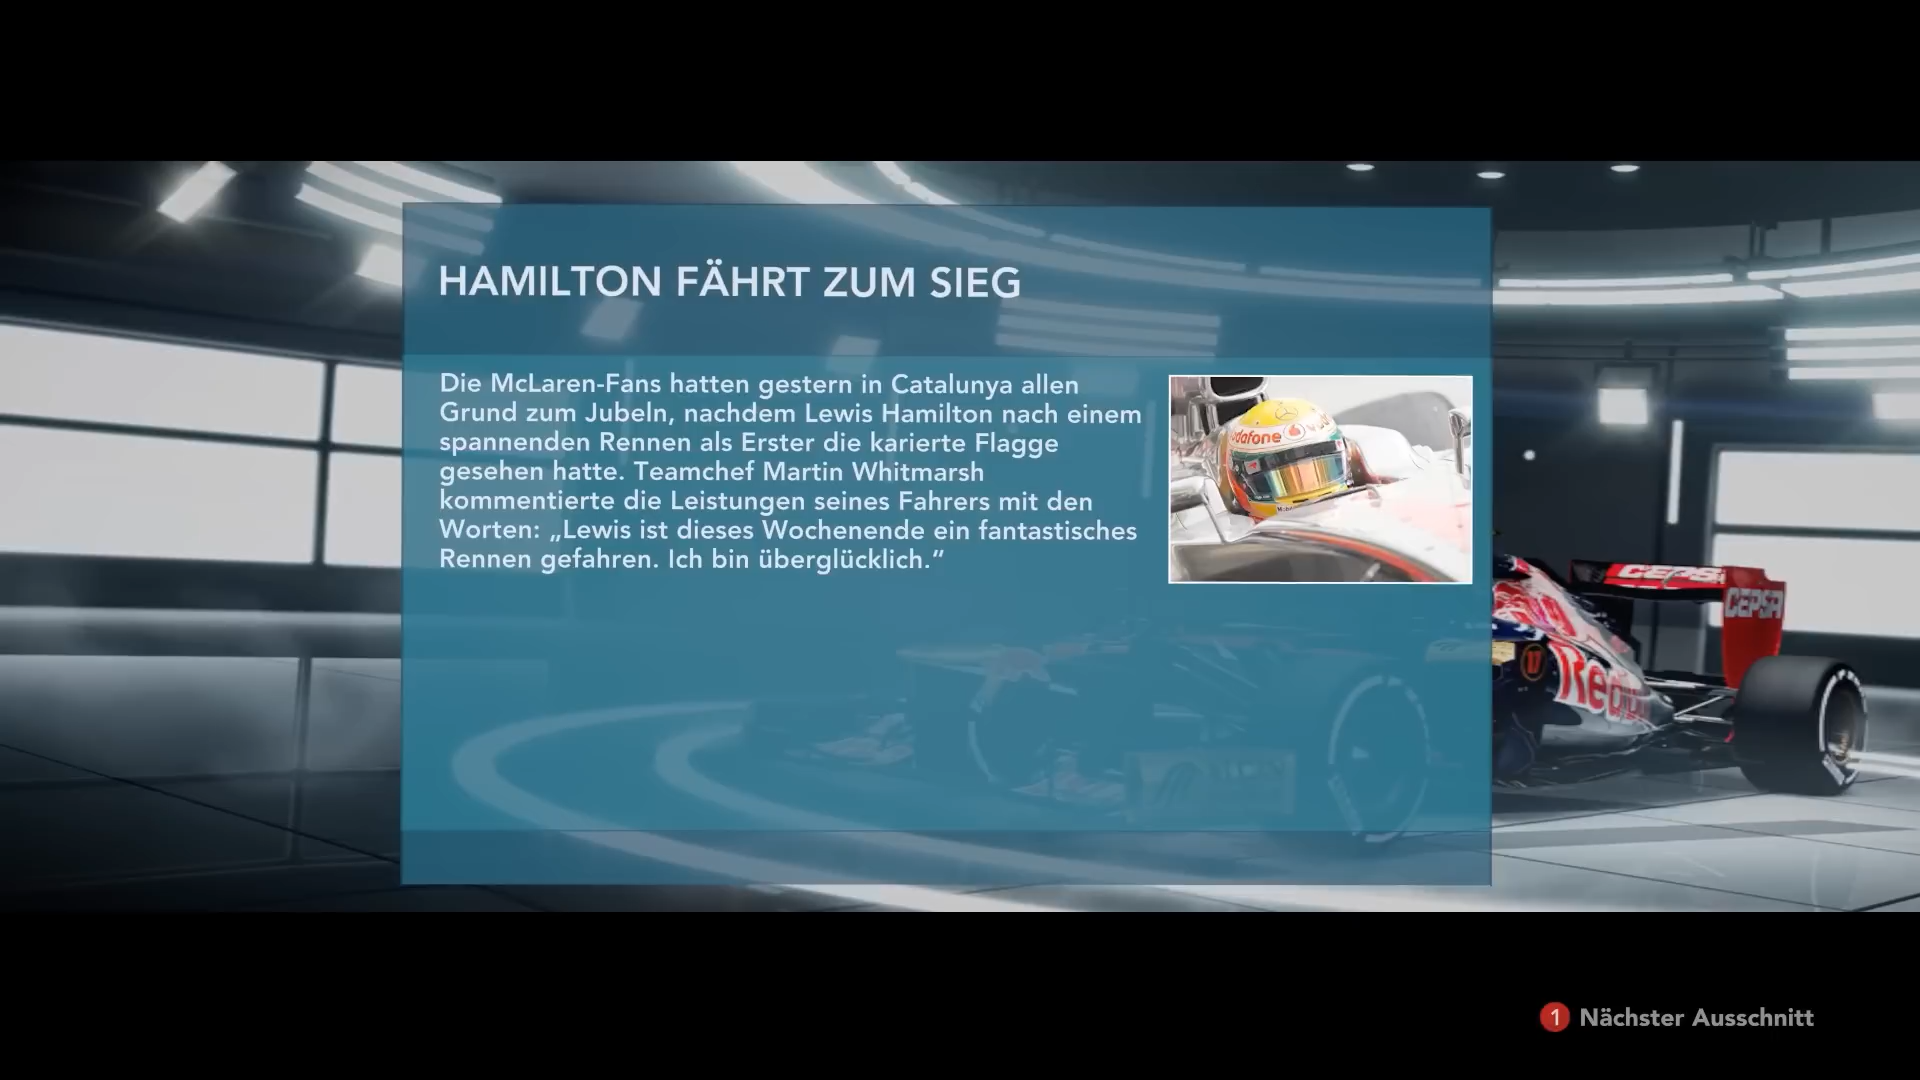 HAMILTON FÄHRT ZUM SIEG
Die McLaren-Fans hatten gestern in Catalunya allen
Grund zum Jubeln, nachdem Lewis Hamilton nach einem
spannenden Rennen als Erster die karierte Flagge
gesehen hatte. Teamchef Martin Whitmarsh
kommentierte die Leistungen seines Fahrers mit den
Worten: „Lewis ist dieses Wochenende ein fantastisches
Rennen gefahren. Ich bin überglücklich.“
vodafone
CEPSA
CEPSA
17
Red Bull
1 Nächster Ausschnitt